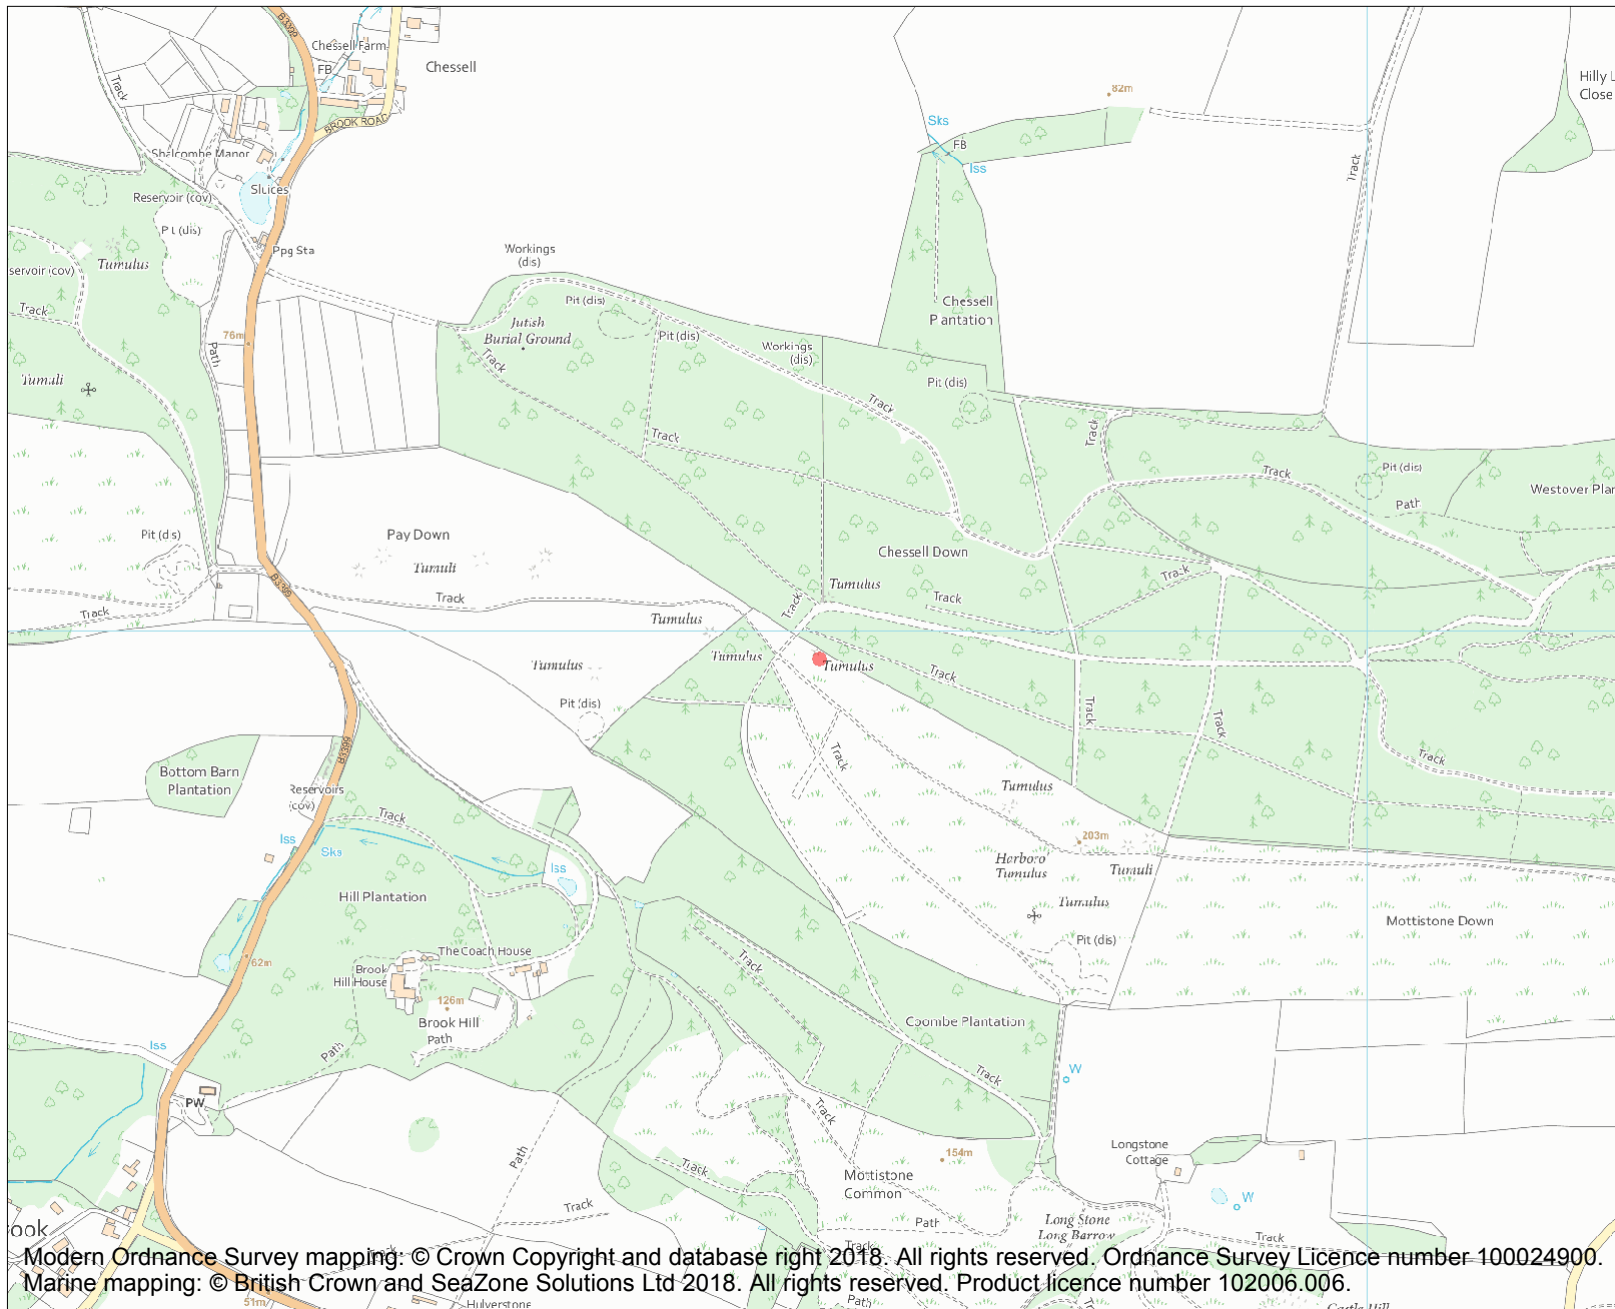 B3399
Chessell Farm
FB
Chessell
Track
BROOK ROAD
82m
Hilly L
Close
Sks
FB
Iss
Shalcombe Manor
Sluices
Track
Reservoir (cov)
Pit (dis)
Ppg Sta
Tumulus
servoir (cov)
Workings
(dis)
Track
Pit (dis)
Chessell
Plantation
Jutish
Burial Ground
Pit (dis)
Workings
(dis)
76m
Path
Track
Tumuli
Pit (dis)
Track
Track
Track
Track
Pit (dis)
Westover Plan
Path
Pit (dis)
Pay Down
Tumuli
Chessell Down
Track
B3399
Track
Tumulus
Track
Track
Track
Tumulus
Tumulus
Tumulus
Tumulus
Track
Pit (dis)
Track
Track
B3399
Track
Track
Bottom Barn
Plantation
Reservoirs
(cov)
Tumulus
Track
Iss
Sks
203m
Iss
Harboro
Tumulus
Tumuli
Hill Plantation
Tumulus
Mottistone Down
The Coach House
Pit (dis)
62m
Brook
Hill House
Track
126m
Brook Hill
Path
Coombe Plantation
Iss
Path
W
Track
PW
Track
Path
Longstone
Cottage
154m
Track
Mottistone
Common
W
Track
Path
Long Stone
Long Barrow
ook
Track
Track
Modern Ordnance Survey mapping: © Crown Copyright and database right 2018. All rights reserved. Ordnance Survey Licence number 100024900.
Marine mapping: © British Crown and SeaZone Solutions Ltd 2018. All rights reserved. Product licence number 102006.006.
51m
Hulverstone
Path
Track
Castle Hill